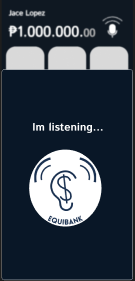 Jace Lopez
₱1.000.000.00
Im listening...
EQUIBANK